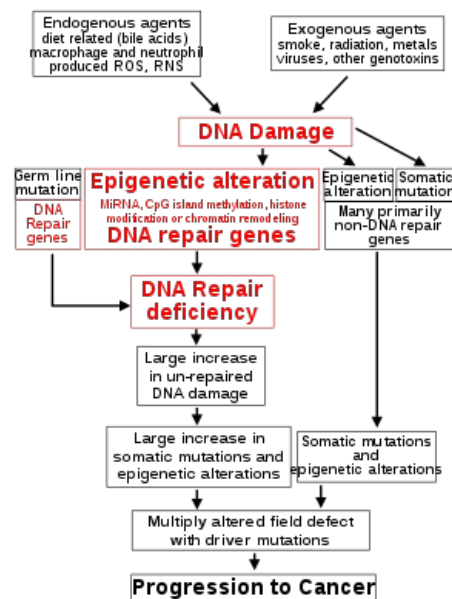 Endogenous agents
diet related (bile acids)
macrophage and neutrophil
produced ROS, RNS
Exogenous agents
smoke, radiation, metals
viruses, other genotoxins
DNA Damage
Germ line
mutation
DNA
Repair
genes
Epigenetic alteration
MiRNA, CpG island methylation, histone
modification or chromatin remodeling
DNA repair genes
Epigenetic
alteration
Somatic
mutation
Many primarily
non-DNA repair
genes
DNA Repair
deficiency
Large increase
in un-repaired
DNA damage
Large increase in
somatic mutations and
epigenetic alterations
Somatic mutations
and
epigenetic alterations
Multiply altered field defect
with driver mutations
Progression to Cancer